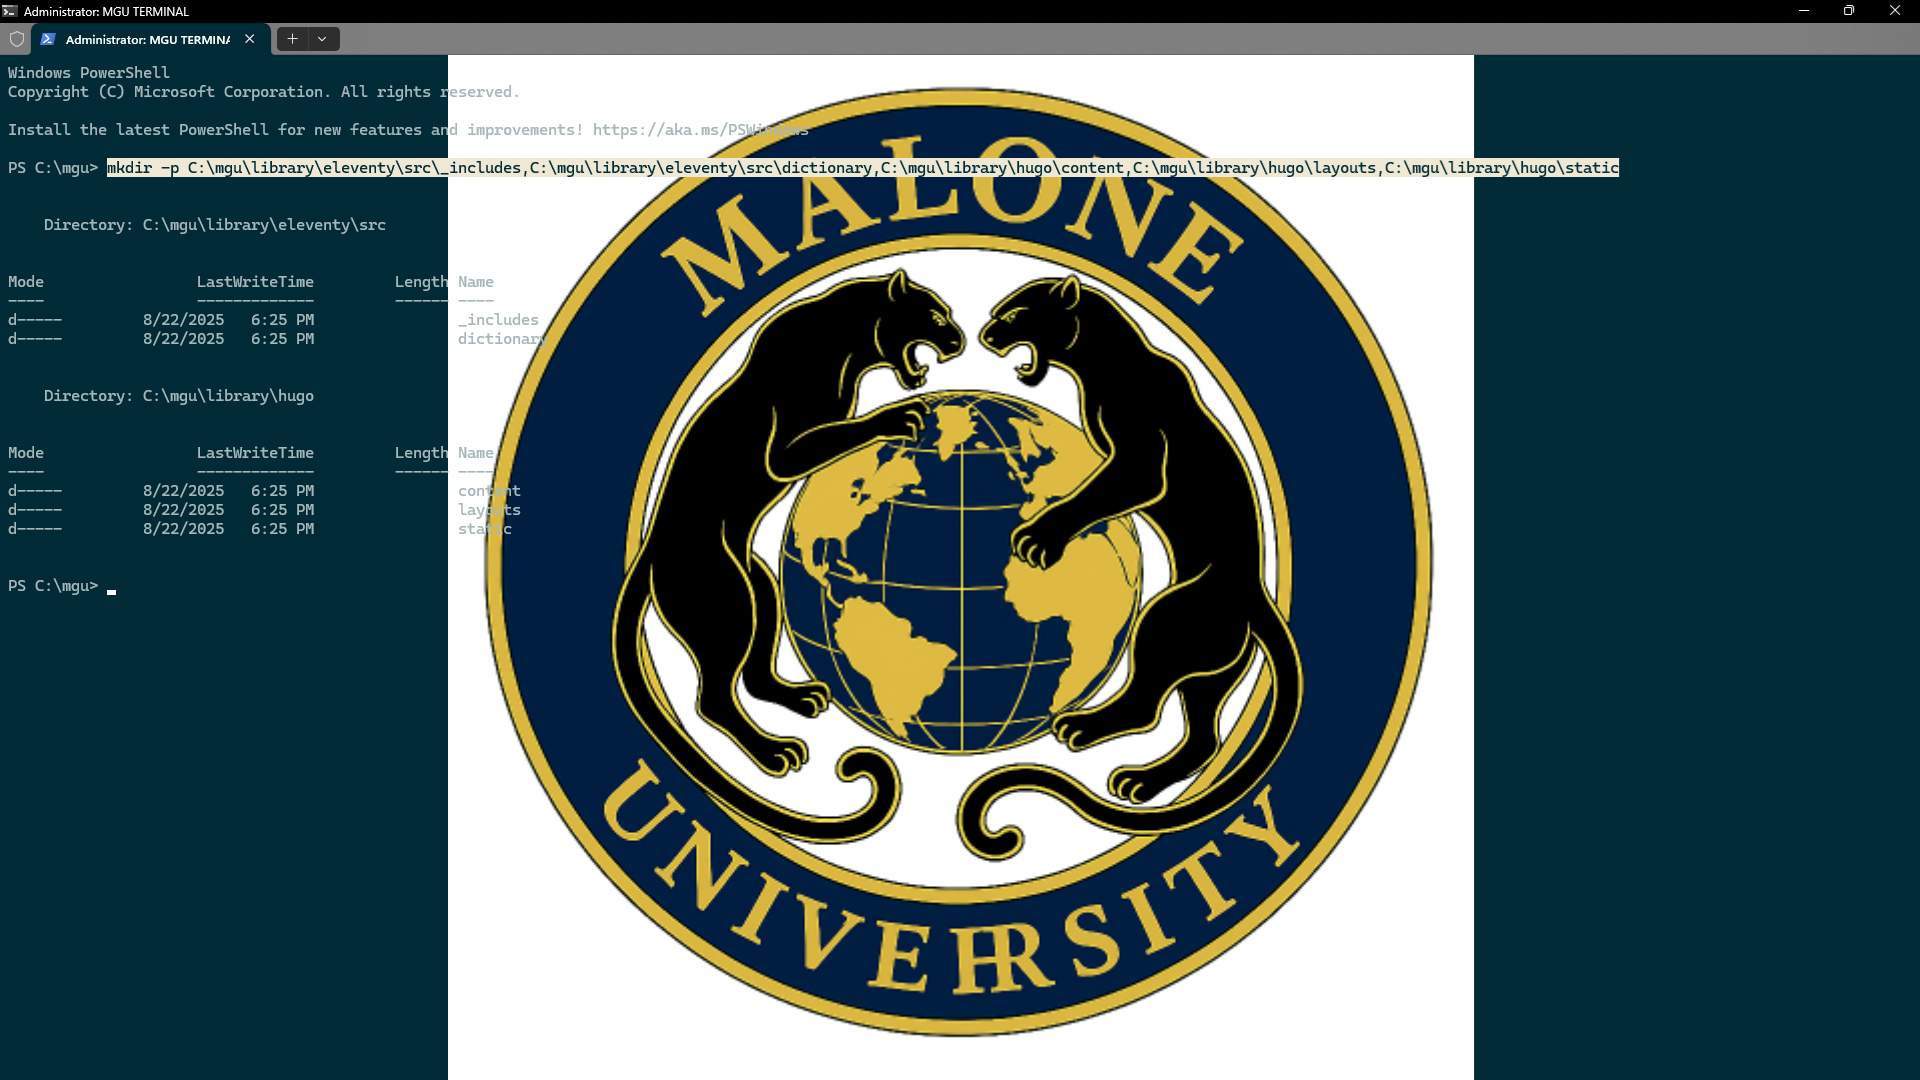 Administrator: MGU TERMINAL
Administrator: MGU TERMINA
Windows PowerShell
Copyright (C) Microsoft Corporation. All rights reserved.
Install the latest PowerShell for new features and improvements! https://aka.ms/PSWindows
PS C:\mgu> mkdir -p C:\mgu\library\eleventy\src\_includes,C:\mgu\library\eleventy\src\dictionary,C:\mgu\library\hugo\content,C:\mgu\library\hugo\layouts,C:\mgu\library\hugo\static
Directory: C:\mgu\library\eleventy\src
Mode LastWriteTime Length Name
---- ------------- ------ ----
d----- 8/22/2025 6:25 PM _includes
d----- 8/22/2025 6:25 PM dictionary
Directory: C:\mgu\library\hugo
Mode LastWriteTime Length Name
---- ------------- ------ ----
d----- 8/22/2025 6:25 PM content
d----- 8/22/2025 6:25 PM layouts
d----- 8/22/2025 6:25 PM static
PS C:\mgu>
MALONE
UNIVEHRSITY